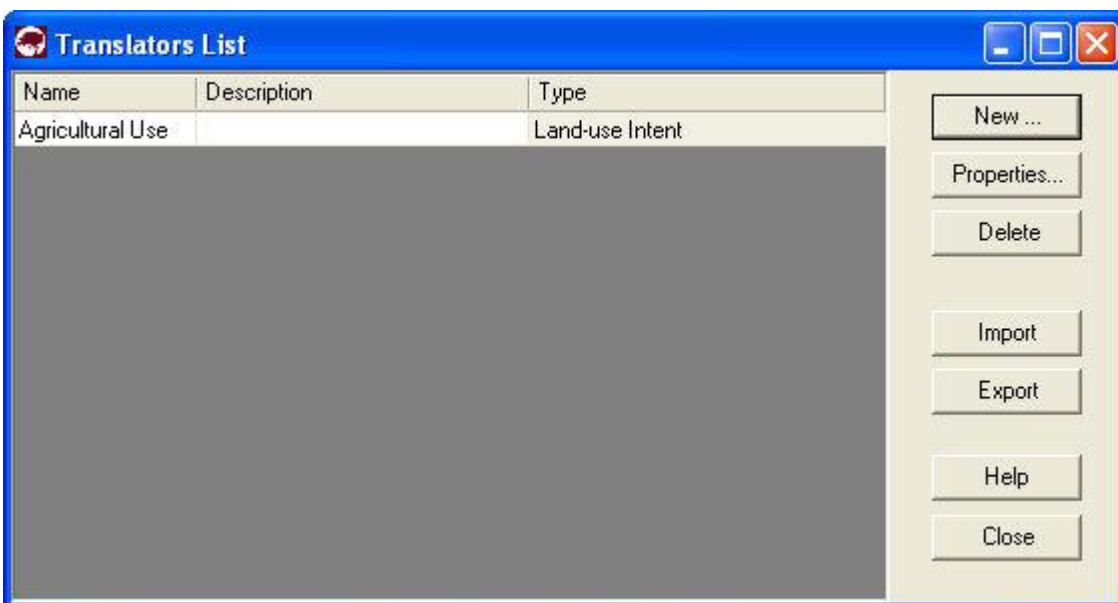 Translators List
Name Description Type
Agricultural Use Land-use Intent
New ...
Properties...
Delete
Import
Export
Help
Close